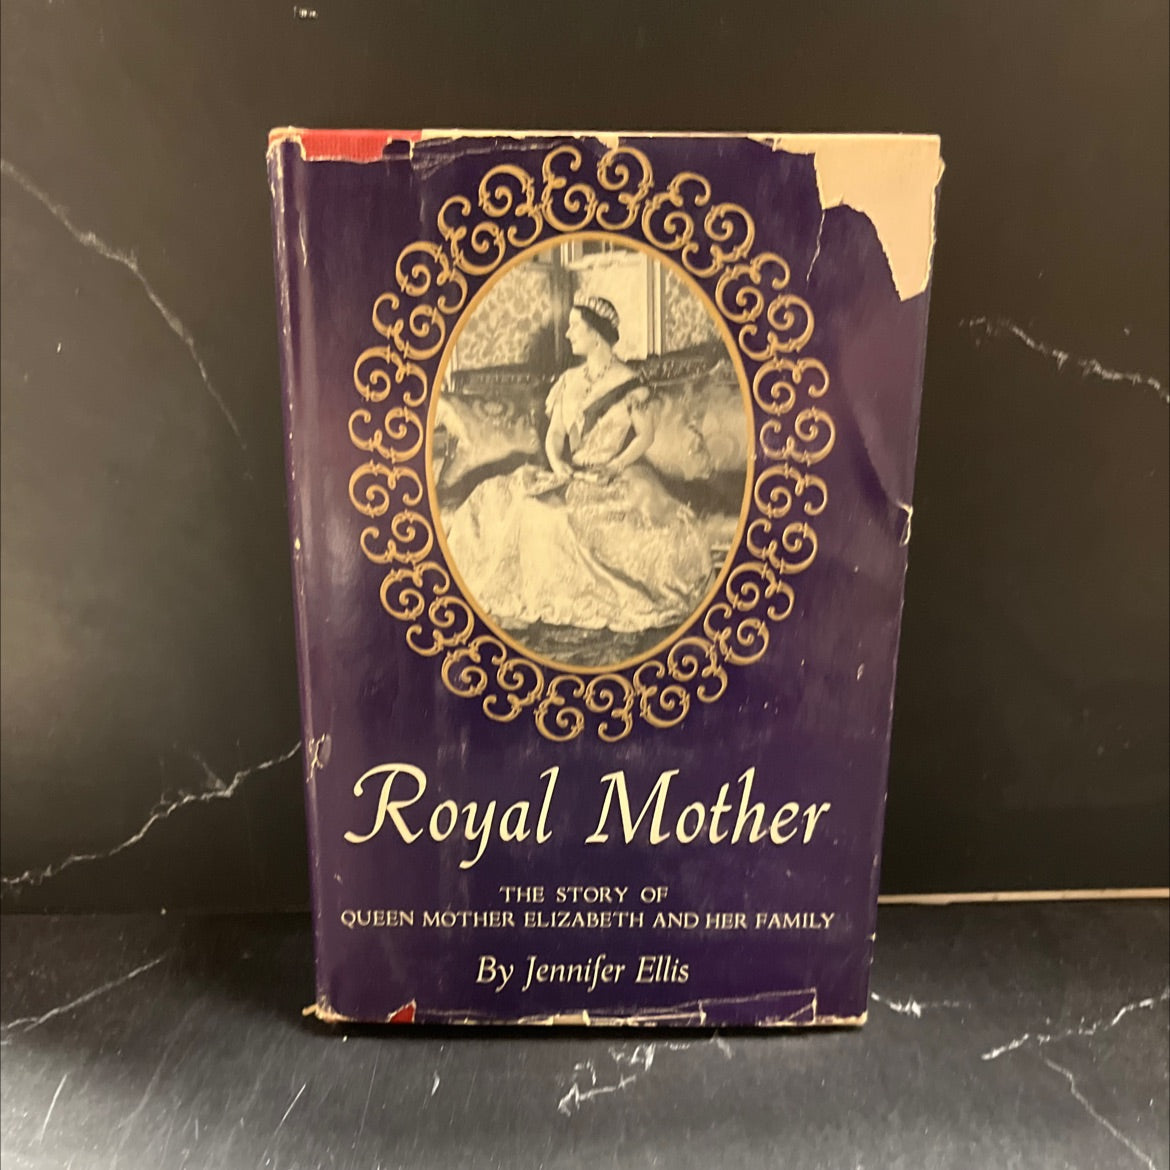 Royal Mother
THE STORY OF
QUEEN MOTHER ELIZABETH AND HER FAMILY
By Jennifer Ellis